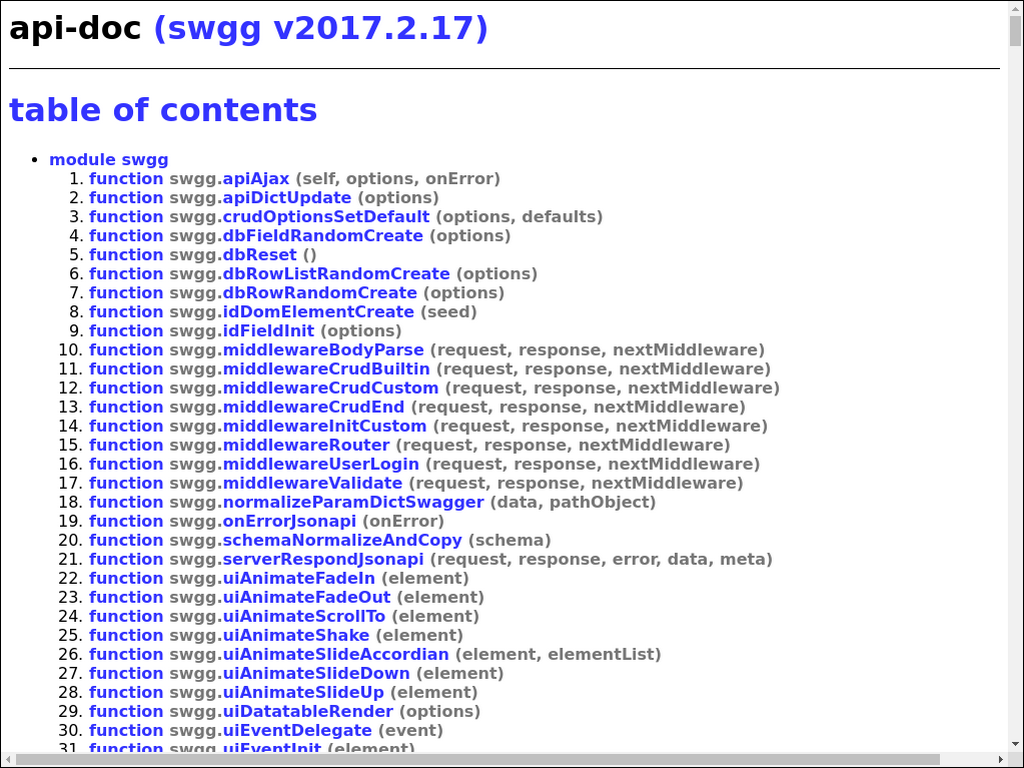 api-doc (swgg v2017.2.17)
table of contents
• module swgg
1. function swgg.apiAjax (self, options, onError)
2. function swgg.apiDictUpdate (options)
3. function swgg.crudOptionsSetDefault (options, defaults)
4. function swgg.dbFieldRandomCreate (options)
5. function swgg.dbReset ()
6. function swgg.dbRowListRandomCreate (options)
7. function swgg.dbRowRandomCreate (options)
8. function swgg.idDomElementCreate (seed)
9. function swgg.idFieldInit (options)
10. function swgg.middlewareBodyParse (request, response, nextMiddleware)
11. function swgg.middlewareCrudBuiltin (request, response, nextMiddleware)
12. function swgg.middlewareCrudCustom (request, response, nextMiddleware)
13. function swgg.middlewareCrudEnd (request, response, nextMiddleware)
14. function swgg.middlewareInitCustom (request, response, nextMiddleware)
15. function swgg.middlewareRouter (request, response, nextMiddleware)
16. function swgg.middlewareUserLogin (request, response, nextMiddleware)
17. function swgg.middlewareValidate (request, response, nextMiddleware)
18. function swgg.normalizeParamDictSwagger (data, pathObject)
19. function swgg.onErrorJsonapi (onError)
20. function swgg.schemaNormalizeAndCopy (schema)
21. function swgg.serverRespondJsonapi (request, response, error, data, meta)
22. function swgg.uiAnimateFadeIn (element)
23. function swgg.uiAnimateFadeOut (element)
24. function swgg.uiAnimateScrollTo (element)
25. function swgg.uiAnimateShake (element)
26. function swgg.uiAnimateSlideAccordian (element, elementList)
27. function swgg.uiAnimateSlideDown (element)
28. function swgg.uiAnimateSlideUp (element)
29. function swgg.uiDatatableRender (options)
30. function swgg.uiEventDelegate (event)
31. function swgg.uiEventInit (element)